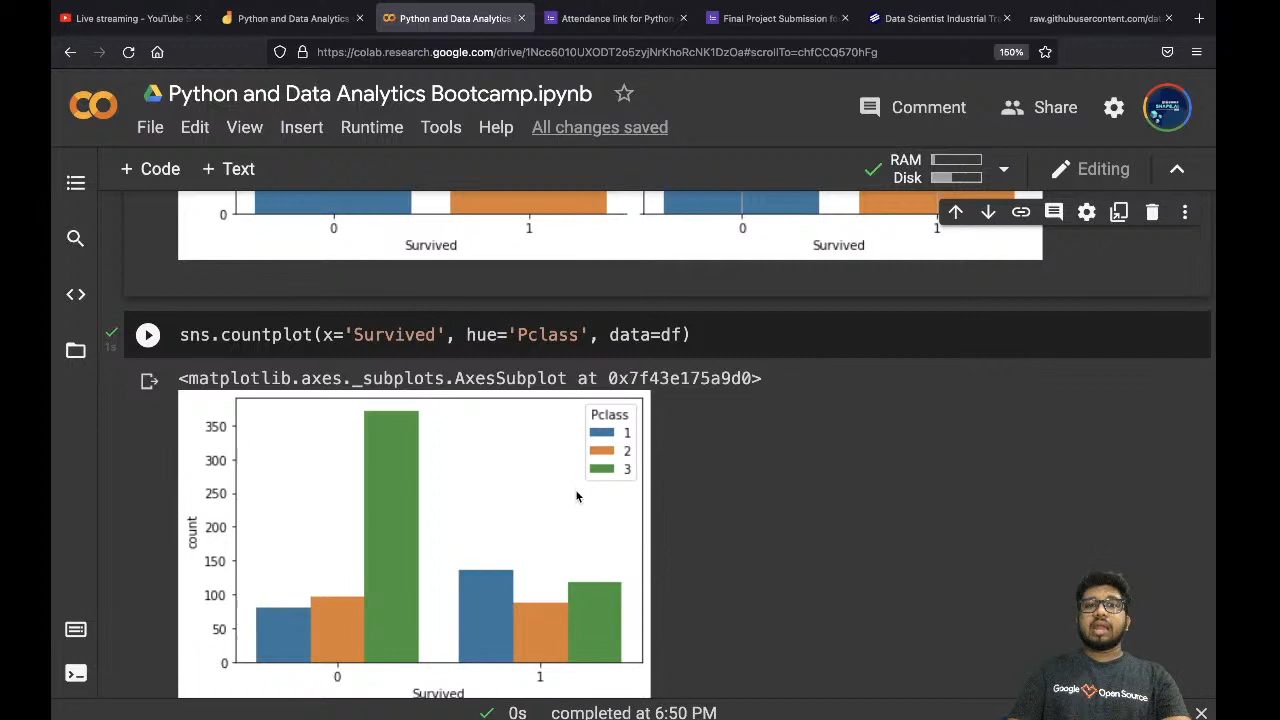 Live streaming - YouTube S
Python and Data Analytics
Python and Data Analytics
Attendance link for Python
Final Project Submission fo
Data Scientist Industrial Tr
raw.githubusercontent.com/dat
https://colab.research.google.com/drive/1Ncc6010UXODT2o5zyjNrKhoRcNK1DzOa#scrollTo=chfCCQ570hFg
150%
Python and Data Analytics Bootcamp.ipynb
Comment
Share
File Edit View Insert Runtime Tools Help All changes saved
+ Code + Text
RAM
Disk
Editing
0
0 1
Survived
0 1
Survived
sns.countplot(x='Survived', hue='Pclass', data=df)
1s
<matplotlib.axes._subplots.AxesSubplot at 0x7f43e175a9d0>
Pclass
1
2
3
350
300
250
200
150
100
50
0
count
0 1
Survived
Google Open Source
0s completed at 6:50 PM